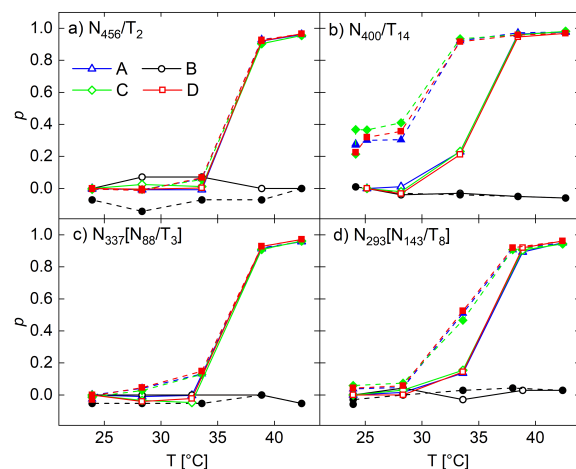 a) N456/T2
b) N400/T14
A B
C D
p
1.0
0.8
0.6
0.4
0.2
0.0
c) N337[N88/T3]
d) N293[N143/T8]
p
1.0
0.8
0.6
0.4
0.2
0.0
25 30 35 40
25 30 35 40
T [°C]
T [°C]